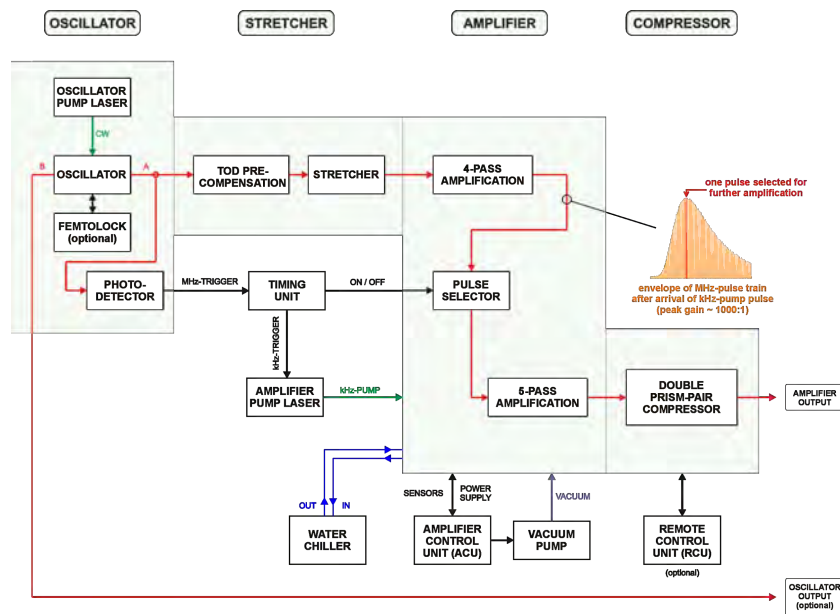 OSCILLATOR
STRETCHER
AMPLIFIER
COMPRESSOR
OSCILLATOR
PUMP LASER
CW
B
OSCILLATOR
A
TOD PRE-
COMPENSATION
STRETCHER
4-PASS
AMPLIFICATION
one pulse selected for
further amplification
FEMTOLOCK
(optional)
PHOTO-
DETECTOR
MHz-TRIGGER
TIMING
UNIT
ON / OFF
PULSE
SELECTOR
envelope of MHz-pulse train
after arrival of kHz-pump pulse
(peak gain ~ 1000:1)
kHz-TRIGGER
AMPLIFIER
PUMP LASER
kHz-PUMP
5-PASS
AMPLIFICATION
DOUBLE
PRISM-PAIR
COMPRESSOR
AMPLIFIER
OUTPUT
OUT
IN
SENSORS
POWER
SUPPLY
VACUUM
WATER
CHILLER
AMPLIFIER
CONTROL
UNIT (ACU)
VACUUM
PUMP
REMOTE
CONTROL
UNIT (RCU)
(optional)
OSCILLATOR
OUTPUT
(optional)